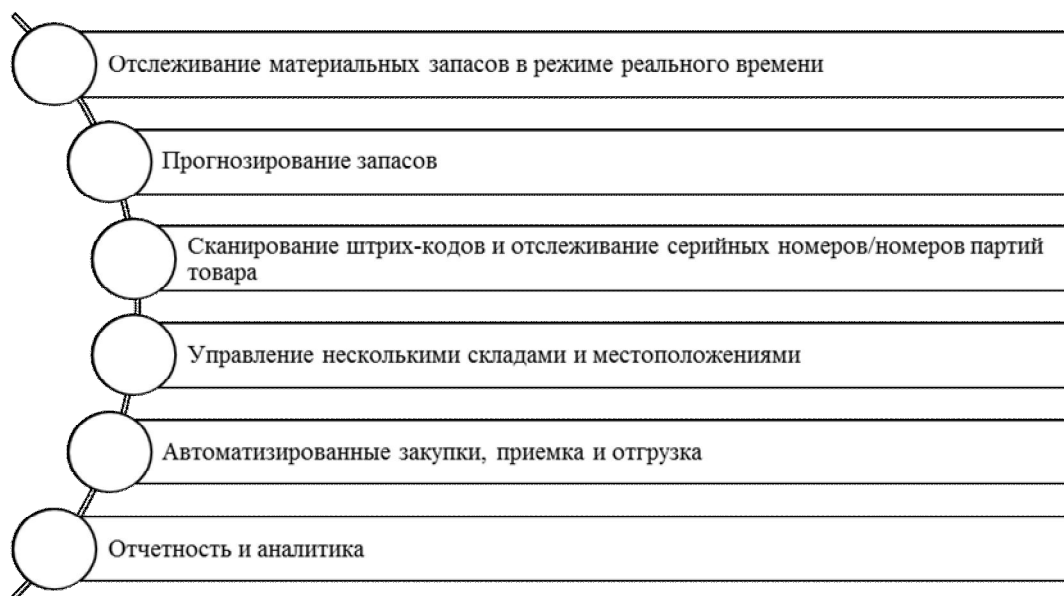 Отслеживание материальных запасов в режиме реального времени
Прогнозирование запасов
Сканирование штрих-кодов и отслеживание серийных номеров/номеров партий
товара
Управление несколькими складами и местоположениями
Автоматизированные закупки, приемка и отгрузка
Отчетность и аналитика